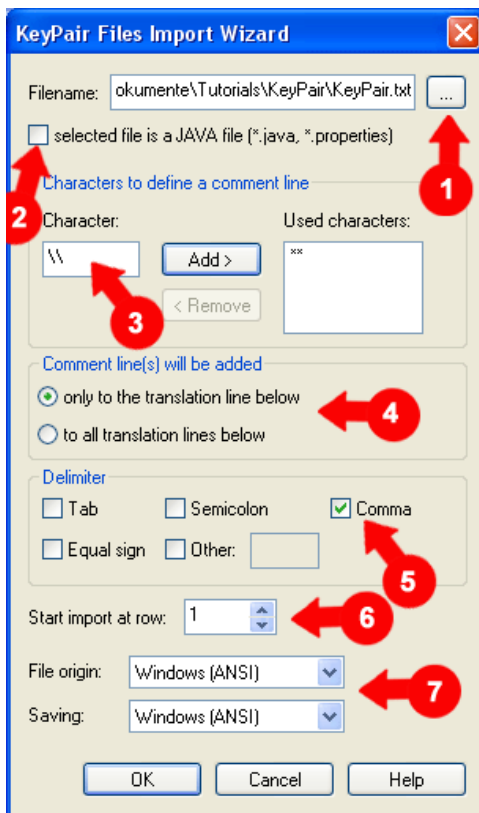 KeyPair Files Import Wizard
Filename: okumente\Tutorials\KeyPair\KeyPair.txt ...
selected file is a JAVA file (*.java, *.properties)
1
Characters to define a comment line
2
Character: Used characters:
\\ Add > **
3
< Remove
Comment line(s) will be added
only to the translation line below
4
to all translation lines below
Delimiter
Tab Semicolon Comma
Equal sign Other:
5
Start import at row: 1 6
File origin: Windows (ANSI)
7
Saving: Windows (ANSI)
OK Cancel Help